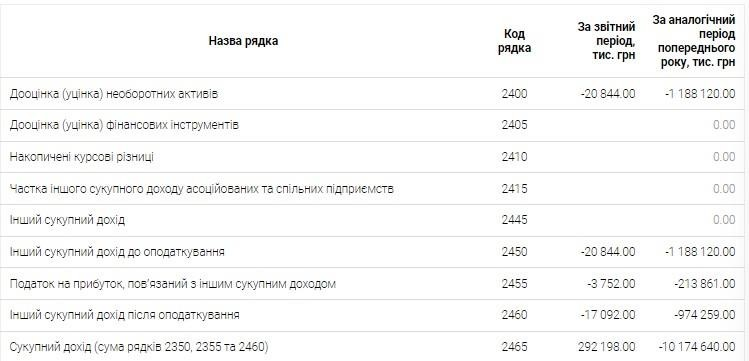 Назва рядка Код рядка За звітний період, тис. грн За аналогічний період попереднього року, тис. грн
Дооцінка (уцінка) необоротних активів 2400 -20 844.00 -1 188 120.00
Дооцінка (уцінка) фінансових інструментів 2405 0.00
Накопичені курсові різниці 2410 0.00
Частка іншого сукупного доходу асоційованих та спільних підприємств 2415 0.00
Інший сукупний дохід 2445 0.00
Інший сукупний дохід до оподаткування 2450 -20 844.00 -1 188 120.00
Податок на прибуток, пов’язаний з іншим сукупним доходом 2455 -3 752.00 -213 861.00
Інший сукупний дохід після оподаткування 2460 -17 092.00 -974 259.00
Сукупний дохід (сума рядків 2350, 2355 та 2460) 2465 292 198.00 -10 174 640.00